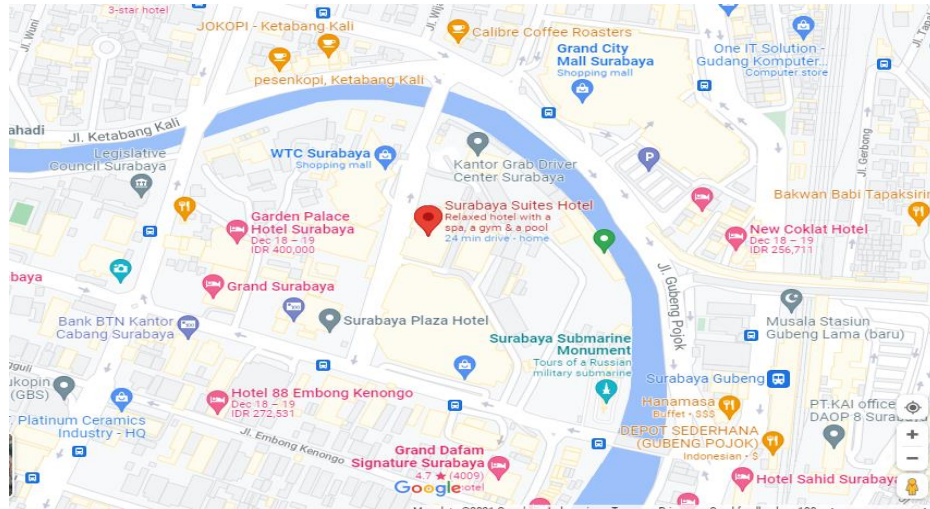 3-star hotel
JOKOPI - Ketabang Kali
Calibre Coffee Roasters
Grand City
Mall Surabaya
Shopping mall
One IT Solution -
Gudang Komputer...
Computer store
pesenkopi, Ketabang Kali
Jl. Ketabang Kali
ahadi
Legislative
Council Surabaya
WTC Surabaya
Shopping mall
Kantor Grab Driver
Center Surabaya
P
Jl. Gerbong
Bakwan Babi Tapaksirir
Garden Palace
Hotel Surabaya
Dec 18 – 19
IDR 400,000
Surabaya Suites Hotel
Relaxed hotel with a
spa, a gym & a pool
24 min drive - home
New Coklat Hotel
Dec 18 – 19
IDR 256,711
baya
Grand Surabaya
Jl. Gubeng Pojok
Bank BTN Kantor
Cabang Surabaya
Surabaya Plaza Hotel
Musala Stasiun
Gubeng Lama (baru)
Surabaya Submarine
Monument
Tours of a Russian
military submarine
Surabaya Gubeng
ukopin
(GBS)
Hotel 88 Embong Kenongo
Dec 18 – 19
IDR 272,531
Hanamasa
Buffet - $$$
PT.KAI office
DAOP 8 Suraba
Platinum Ceramics
Industry - HQ
Jl. Embong Kenongo
DEPOT SEDERHANA
(GUBENG POJOK)
Indonesian - $
Grand Dafam
Signature Surabaya
4.7 ★ (4009)
Google
Hotel Sahid Surabaya